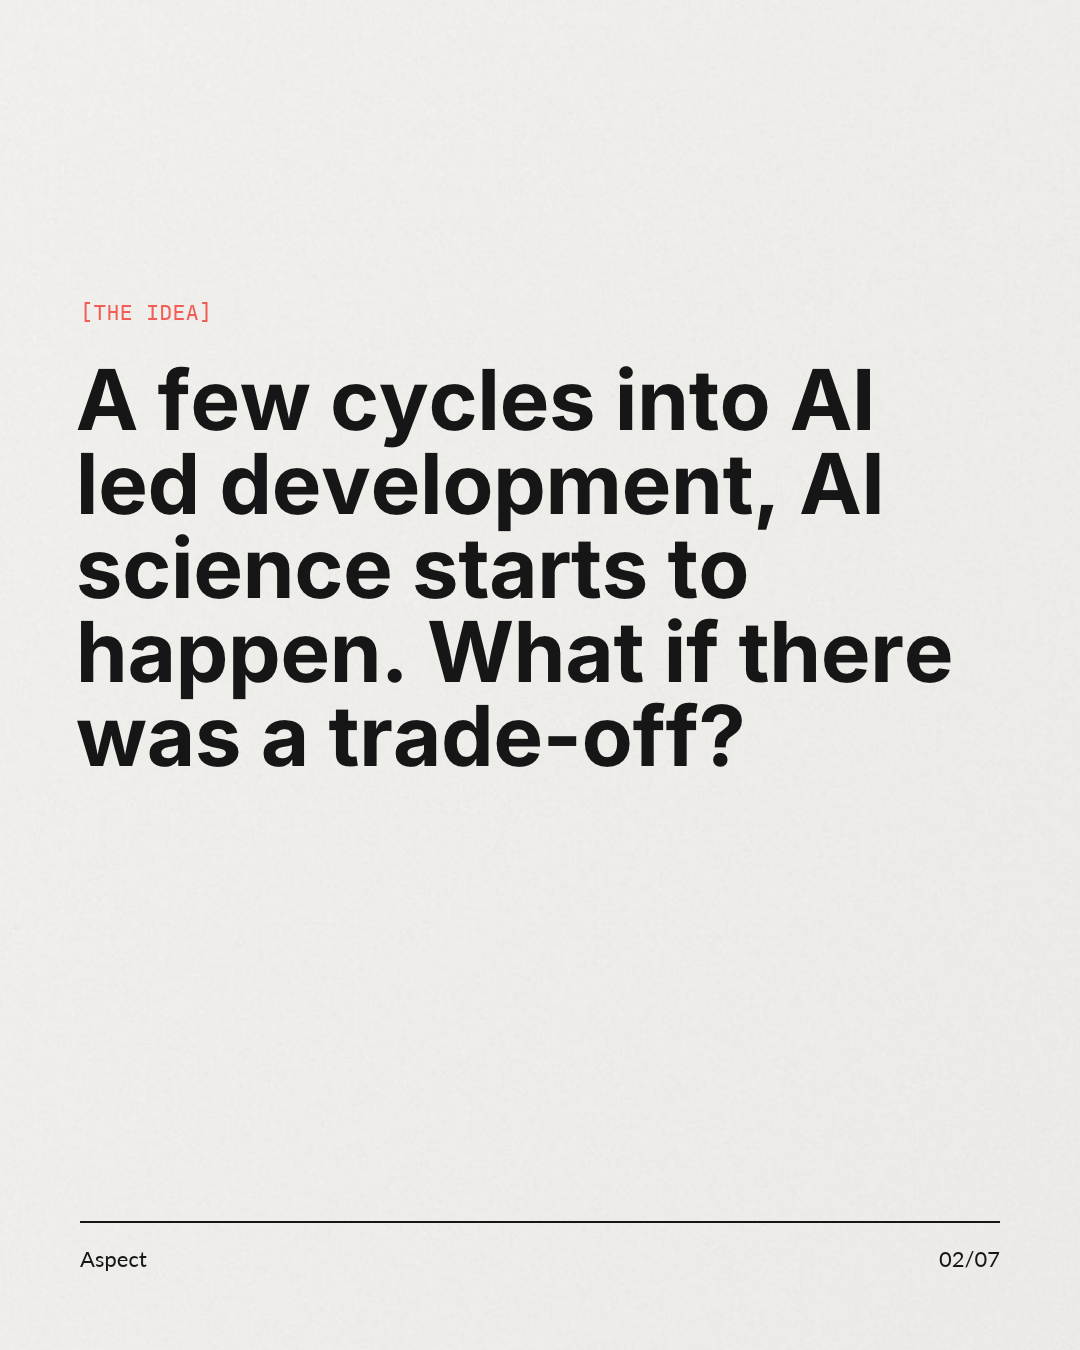 [THE IDEA]
A few cycles into AI
led development, AI
science starts to
happen. What if there
was a trade-off?
Aspect
02/07